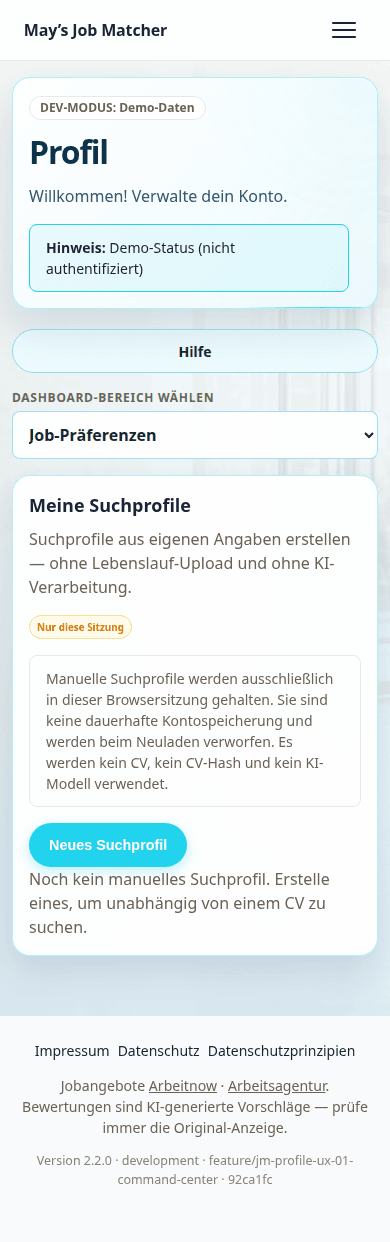 May’s Job Matcher
DEV-MODUS: Demo-Daten
Profil
Willkommen! Verwalte dein Konto.
Hinweis: Demo-Status (nicht
authentifiziert)
Hilfe
DASHBOARD-BEREICH WÄHLEN
Job-Präferenzen
Meine Suchprofile
Suchprofile aus eigenen Angaben erstellen
— ohne Lebenslauf-Upload und ohne KI-
Verarbeitung.
Nur diese Sitzung
Manuelle Suchprofile werden ausschließlich
in dieser Browsersitzung gehalten. Sie sind
keine dauerhafte Kontospeicherung und
werden beim Neuladen verworfen. Es
werden kein CV, kein CV-Hash und kein KI-
Modell verwendet.
Neues Suchprofil
Noch kein manuelles Suchprofil. Erstelle
eines, um unabhängig von einem CV zu
suchen.
Impressum Datenschutz Datenschutzprinzipien
Jobangebote Arbeitnow · Arbeitsagentur.
Bewertungen sind KI-generierte Vorschläge — prüfe
immer die Original-Anzeige.
Version 2.2.0 · development · feature/jm-profile-ux-01-
command-center · 92ca1fc